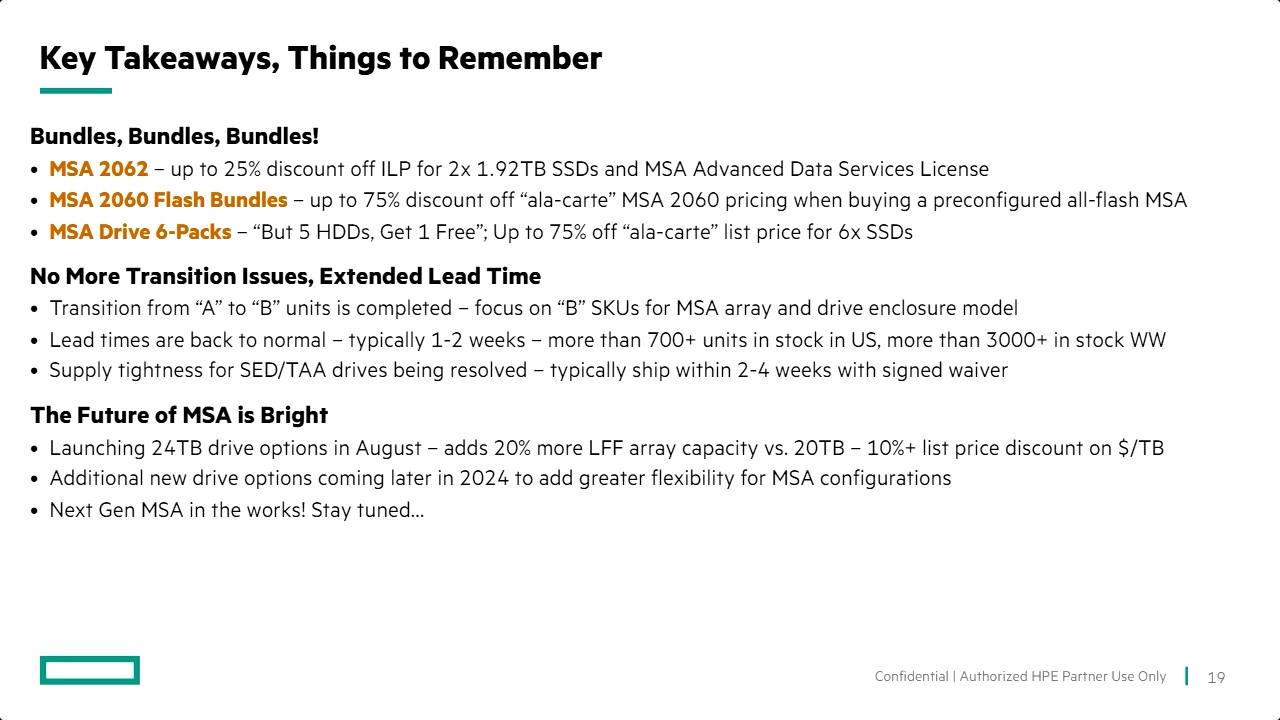 Key Takeaways, Things to Remember
Bundles, Bundles, Bundles!
• MSA 2062 – up to 25% discount off ILP for 2x 1.92TB SSDs and MSA Advanced Data Services License
• MSA 2060 Flash Bundles – up to 75% discount off “ala-carte” MSA 2060 pricing when buying a preconfigured all-flash MSA
• MSA Drive 6-Packs – “But 5 HDDs, Get 1 Free”; Up to 75% off “ala-carte” list price for 6x SSDs
No More Transition Issues, Extended Lead Time
• Transition from “A” to “B” units is completed – focus on “B” SKUs for MSA array and drive enclosure model
• Lead times are back to normal – typically 1-2 weeks – more than 700+ units in stock in US, more than 3000+ in stock WW
• Supply tightness for SED/TAA drives being resolved – typically ship within 2-4 weeks with signed waiver
The Future of MSA is Bright
• Launching 24TB drive options in August – adds 20% more LFF array capacity vs. 20TB – 10%+ list price discount on $/TB
• Additional new drive options coming later in 2024 to add greater flexibility for MSA configurations
• Next Gen MSA in the works! Stay tuned...
Confidential | Authorized HPE Partner Use Only
19